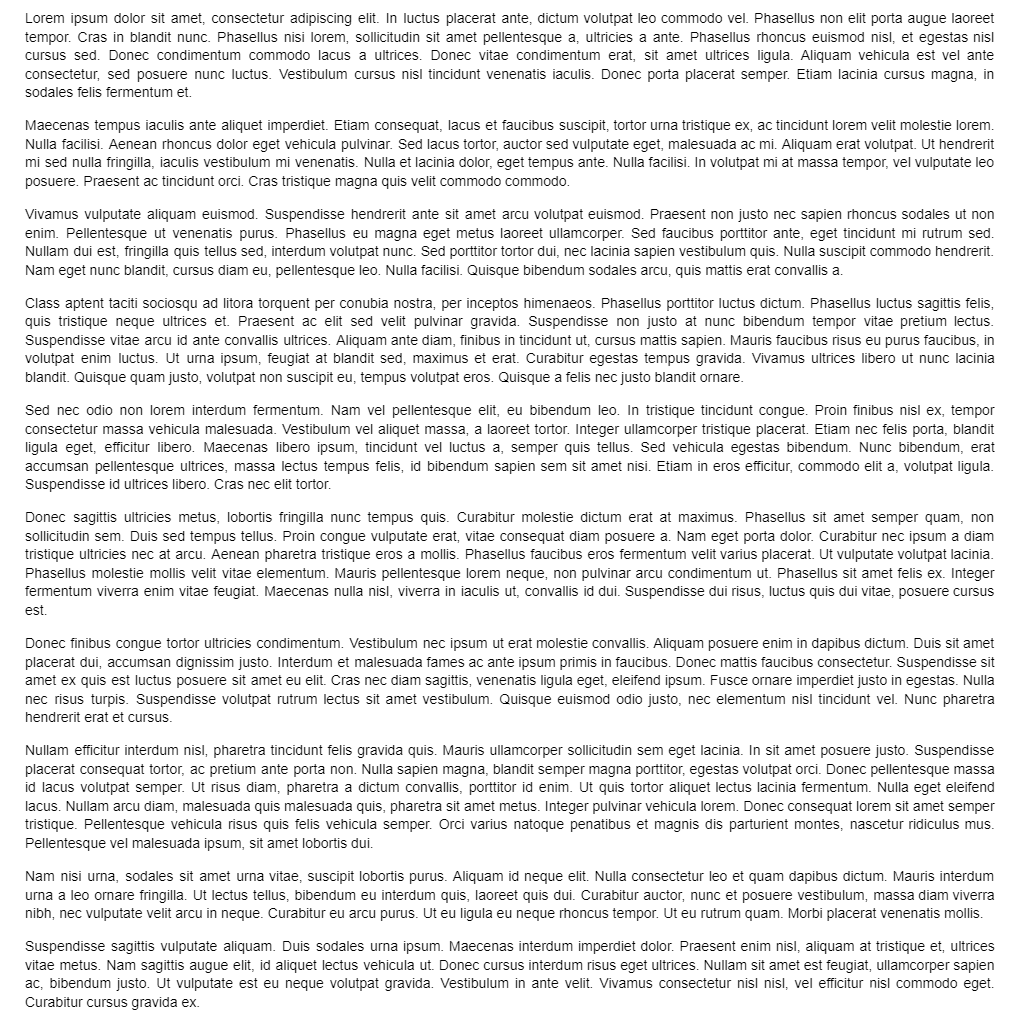 Lorem ipsum dolor sit amet, consectetur adipiscing elit. In luctus placerat ante, dictum volutpat leo commodo vel. Phasellus non elit porta augue laoreet
tempor. Cras in blandit nunc. Phasellus nisi lorem, sollicitudin sit amet pellentesque a, ultricies a ante. Phasellus rhoncus euismod nisl, et egestas nisl
cursus sed. Donec condimentum commodo lacus a ultrices. Donec vitae condimentum erat, sit amet ultrices ligula. Aliquam vehicula est vel ante
consectetur, sed posuere nunc luctus. Vestibulum cursus nisl tincidunt venenatis iaculis. Donec porta placerat semper. Etiam lacinia cursus magna, in
sodales felis fermentum et.
Maecenas tempus iaculis ante aliquet imperdiet. Etiam consequat, lacus et faucibus suscipit, tortor urna tristique ex, ac tincidunt lorem velit molestie lorem.
Nulla facilisi. Aenean rhoncus dolor eget vehicula pulvinar. Sed lacus tortor, auctor sed vulputate eget, malesuada ac mi. Aliquam erat volutpat. Ut hendrerit
mi sed nulla fringilla, iaculis vestibulum mi venenatis. Nulla et lacinia dolor, eget tempus ante. Nulla facilisi. In volutpat mi at massa tempor, vel vulputate leo
posuere. Praesent ac tincidunt orci. Cras tristique magna quis velit commodo commodo.
Vivamus vulputate aliquam euismod. Suspendisse hendrerit ante sit amet arcu volutpat euismod. Praesent non justo nec sapien rhoncus sodales ut non
enim. Pellentesque ut venenatis purus. Phasellus eu magna eget metus laoreet ullamcorper. Sed faucibus porttitor ante, eget tincidunt mi rutrum sed.
Nullam dui est, fringilla quis tellus sed, interdum volutpat nunc. Sed porttitor tortor dui, nec lacinia sapien vestibulum quis. Nulla suscipit commodo hendrerit.
Nam eget nunc blandit, cursus diam eu, pellentesque leo. Nulla facilisi. Quisque bibendum sodales arcu, quis mattis erat convallis a.
Class aptent taciti sociosqu ad litora torquent per conubia nostra, per inceptos himenaeos. Phasellus porttitor luctus dictum. Phasellus luctus sagittis felis,
quis tristique neque ultrices et. Praesent ac elit sed velit pulvinar gravida. Suspendisse non justo at nunc bibendum tempor vitae pretium lectus.
Suspendisse vitae arcu id ante convallis ultrices. Aliquam ante diam, finibus in tincidunt ut, cursus mattis sapien. Mauris faucibus risus eu purus faucibus, in
volutpat enim luctus. Ut urna ipsum, feugiat at blandit sed, maximus et erat. Curabitur egestas tempus gravida. Vivamus ultrices libero ut nunc lacinia
blandit. Quisque quam justo, volutpat non suscipit eu, tempus volutpat eros. Quisque a felis nec justo blandit ornare.
Sed nec odio non lorem interdum fermentum. Nam vel pellentesque elit, eu bibendum leo. In tristique tincidunt congue. Proin finibus nisl ex, tempor
consectetur massa vehicula malesuada. Vestibulum vel aliquet massa, a laoreet tortor. Integer ullamcorper tristique placerat. Etiam nec felis porta, blandit
ligula eget, efficitur libero. Maecenas libero ipsum, tincidunt vel luctus a, semper quis tellus. Sed vehicula egestas bibendum. Nunc bibendum, erat
accumsan pellentesque ultrices, massa lectus tempus felis, id bibendum sapien sem sit amet nisi. Etiam in eros efficitur, commodo elit a, volutpat ligula.
Suspendisse id ultrices libero. Cras nec elit tortor.
Donec sagittis ultricies metus, lobortis fringilla nunc tempus quis. Curabitur molestie dictum erat at maximus. Phasellus sit amet semper quam, non
sollicitudin sem. Duis sed tempus tellus. Proin congue vulputate erat, vitae consequat diam posuere a. Nam eget porta dolor. Curabitur nec ipsum a diam
tristique ultricies nec at arcu. Aenean pharetra tristique eros a mollis. Phasellus faucibus eros fermentum velit varius placerat. Ut vulputate volutpat lacinia.
Phasellus molestie mollis velit vitae elementum. Mauris pellentesque lorem neque, non pulvinar arcu condimentum ut. Phasellus sit amet felis ex. Integer
fermentum viverra enim vitae feugiat. Maecenas nulla nisl, viverra in iaculis ut, convallis id dui. Suspendisse dui risus, luctus quis dui vitae, posuere cursus
est.
Donec finibus congue tortor ultricies condimentum. Vestibulum nec ipsum ut erat molestie convallis. Aliquam posuere enim in dapibus dictum. Duis sit amet
placerat dui, accumsan dignissim justo. Interdum et malesuada fames ac ante ipsum primis in faucibus. Donec mattis faucibus consectetur. Suspendisse sit
amet ex quis est luctus posuere sit amet eu elit. Cras nec diam sagittis, venenatis ligula eget, eleifend ipsum. Fusce ornare imperdiet justo in egestas. Nulla
nec risus turpis. Suspendisse volutpat rutrum lectus sit amet vestibulum. Quisque euismod odio justo, nec elementum nisl tincidunt vel. Nunc pharetra
hendrerit erat et cursus.
Nullam efficitur interdum nisl, pharetra tincidunt felis gravida quis. Mauris ullamcorper sollicitudin sem eget lacinia. In sit amet posuere justo. Suspendisse
placerat consequat tortor, ac pretium ante porta non. Nulla sapien magna, blandit semper magna porttitor, egestas volutpat orci. Donec pellentesque massa
id lacus volutpat semper. Ut risus diam, pharetra a dictum convallis, porttitor id enim. Ut quis tortor aliquet lectus lacinia fermentum. Nulla eget eleifend
lacus. Nullam arcu diam, malesuada quis malesuada quis, pharetra sit amet metus. Integer pulvinar vehicula lorem. Donec consequat lorem sit amet semper
tristique. Pellentesque vehicula risus quis felis vehicula semper. Orci varius natoque penatibus et magnis dis parturient montes, nascetur ridiculus mus.
Pellentesque vel malesuada ipsum, sit amet lobortis dui.
Nam nisi urna, sodales sit amet urna vitae, suscipit lobortis purus. Aliquam id neque elit. Nulla consectetur leo et quam dapibus dictum. Mauris interdum
urna a leo ornare fringilla. Ut lectus tellus, bibendum eu interdum quis, laoreet quis dui. Curabitur auctor, nunc et posuere vestibulum, massa diam viverra
nibh, nec vulputate velit arcu in neque. Curabitur eu arcu purus. Ut eu ligula eu neque rhoncus tempor. Ut eu rutrum quam. Morbi placerat venenatis mollis.
Suspendisse sagittis vulputate aliquam. Duis sodales urna ipsum. Maecenas interdum imperdiet dolor. Praesent enim nisl, aliquam at tristique et, ultrices
vitae metus. Nam sagittis augue elit, id aliquet lectus vehicula ut. Donec cursus interdum risus eget ultrices. Nullam sit amet est feugiat, ullamcorper sapien
ac, bibendum justo. Ut vulputate est eu neque volutpat gravida. Vestibulum in ante velit. Vivamus consectetur nisl nisl, vel efficitur nisl commodo eget.
Curabitur cursus gravida ex.